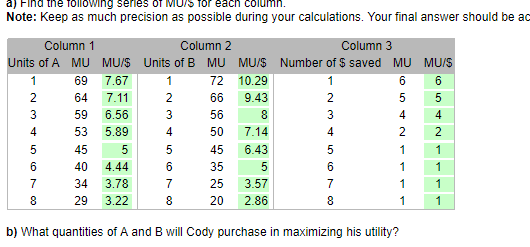 a) Find the following series of MU/S for each column.
Note: Keep as much precision as possible during your calculations. Your final answer should be ac
Column 1 Column 2 Column 3
Units of A MU MU/$ Units of B MU MU/$ Number of $ saved MU MU/$
1 69 7.67 1 72 10.29 1 6 6
2 64 7.11 2 66 9.43 2 5 5
3 59 6.56 3 56 8 3 4 4
4 53 5.89 4 50 7.14 4 2 2
5 45 5 5 45 6.43 5 1 1
6 40 4.44 6 35 5 6 1 1
7 34 3.78 7 25 3.57 7 1 1
8 29 3.22 8 20 2.86 8 1 1
b) What quantities of A and B will Cody purchase in maximizing his utility?